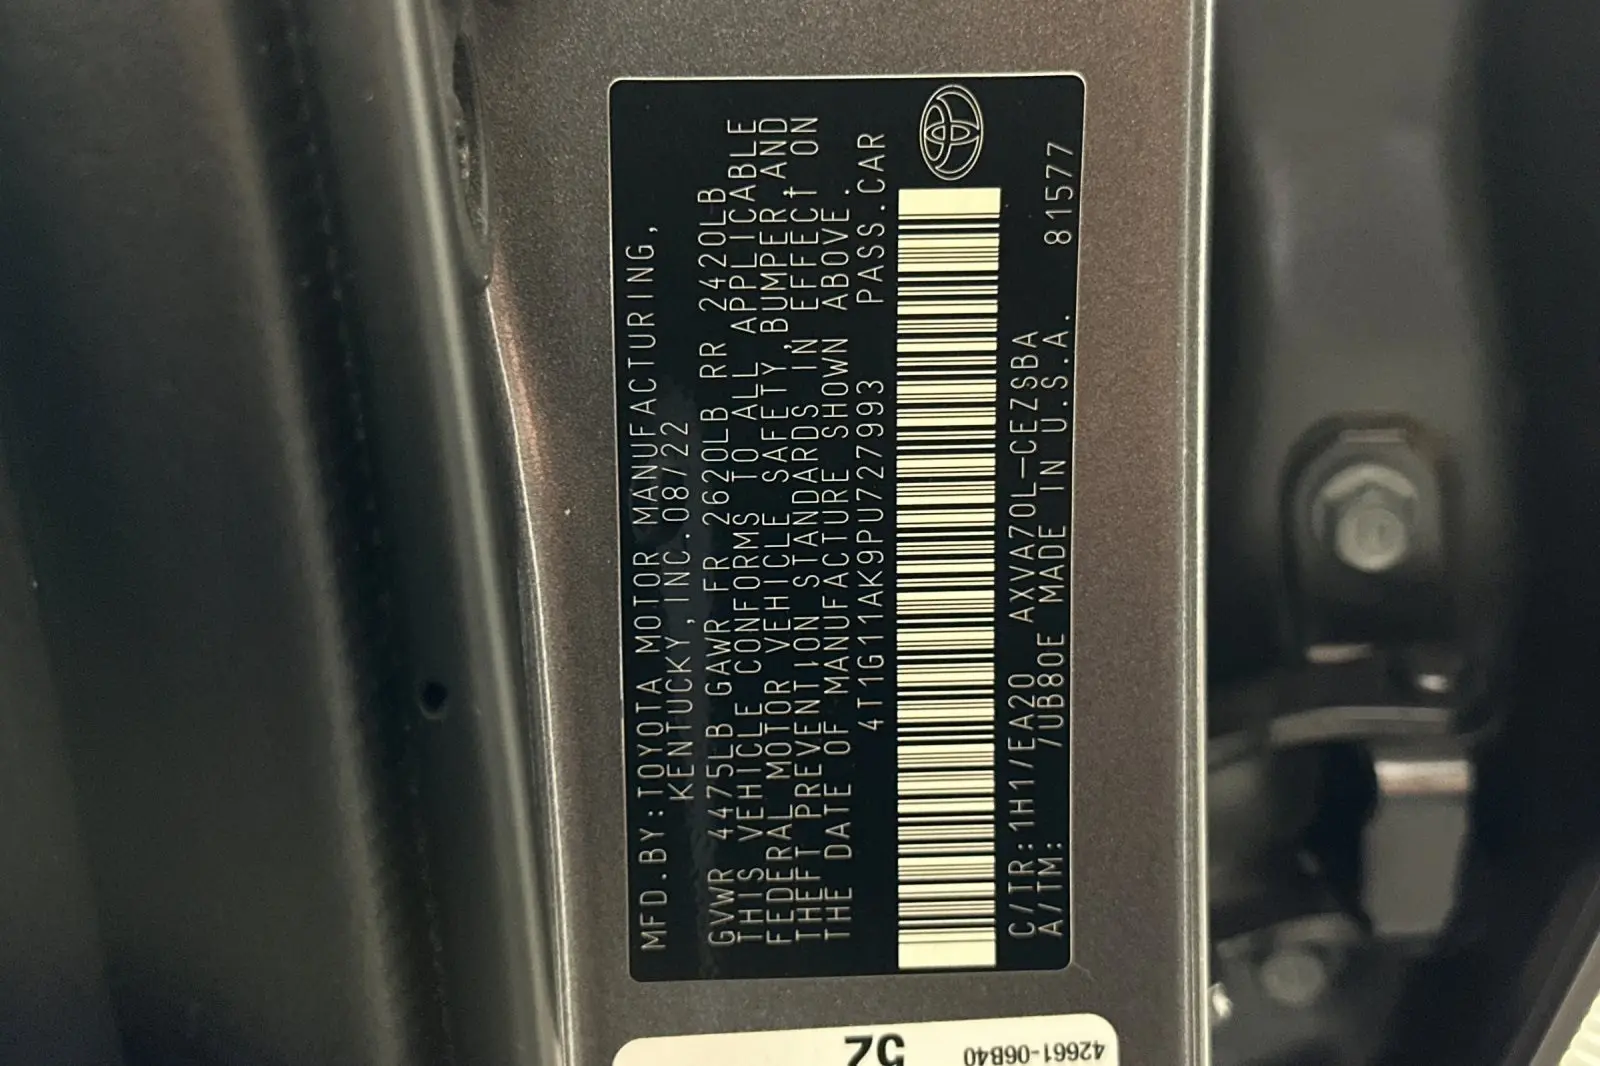 MFD.BY:TOYOTA MOTOR MANUFACTURING,
KENTUCKY,INC.08/22
GVWR 4475LB GAWR FR 2620LB RR 2420LB
THIS VEHICLE CONFORMS TO ALL APPLICABLE
FEDERAL MOTOR VEHICLE SAFETY,BUMPER,AND
THEFT PREVENTION STANDARDS IN EFFECT ON
THE DATE OF MANUFACTURE SHOWN ABOVE.
4T1G11AK9PU727993 PASS.CAR
C/TR:1H1/EA20 AXVA70L-CEZSBA
A/TM: /UB80E MADE IN U.S.A. 81577
52 42661-06B40